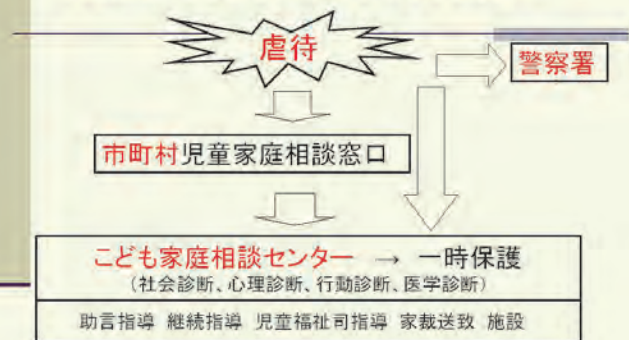 虐待
警察署
市町村児童家庭相談窓口
こども家庭相談センター → 一時保護
(社会診断、心理診断、行動診断、医学診断)
助言指導 継続指導 児童福祉司指導 家裁送致 施設